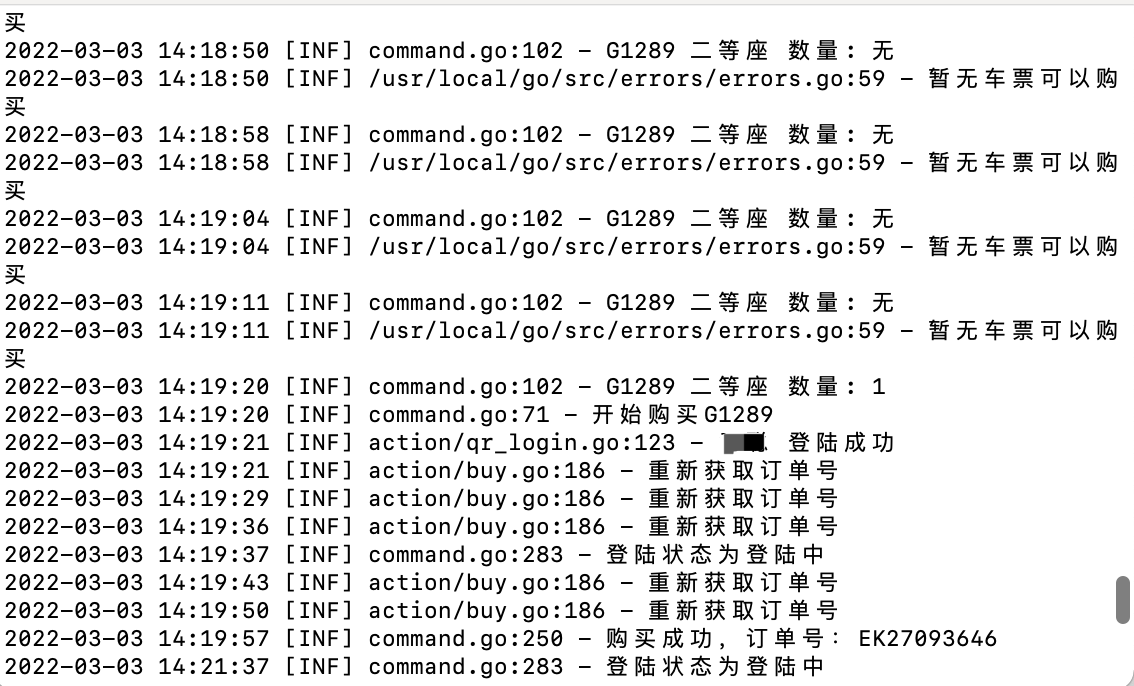 买
2022-03-03 14:18:50 [INF] command.go:102 - G1289 二等座 数量: 无
2022-03-03 14:18:50 [INF] /usr/local/go/src/errors/errors.go:59 - 暂无车票可以购
买
2022-03-03 14:18:58 [INF] command.go:102 - G1289 二等座 数量: 无
2022-03-03 14:18:58 [INF] /usr/local/go/src/errors/errors.go:59 - 暂无车票可以购
买
2022-03-03 14:19:04 [INF] command.go:102 - G1289 二等座 数量: 无
2022-03-03 14:19:04 [INF] /usr/local/go/src/errors/errors.go:59 - 暂无车票可以购
买
2022-03-03 14:19:11 [INF] command.go:102 - G1289 二等座 数量: 无
2022-03-03 14:19:11 [INF] /usr/local/go/src/errors/errors.go:59 - 暂无车票可以购
买
2022-03-03 14:19:20 [INF] command.go:102 - G1289 二等座 数量: 1
2022-03-03 14:19:20 [INF] command.go:71 - 开始购买G1289
2022-03-03 14:19:21 [INF] action/qr_login.go:123 - 登陆成功
2022-03-03 14:19:21 [INF] action/buy.go:186 - 重新获取订单号
2022-03-03 14:19:29 [INF] action/buy.go:186 - 重新获取订单号
2022-03-03 14:19:36 [INF] action/buy.go:186 - 重新获取订单号
2022-03-03 14:19:37 [INF] command.go:283 - 登陆状态为登陆中
2022-03-03 14:19:43 [INF] action/buy.go:186 - 重新获取订单号
2022-03-03 14:19:50 [INF] action/buy.go:186 - 重新获取订单号
2022-03-03 14:19:57 [INF] command.go:250 - 购买成功, 订单号: EK27093646
2022-03-03 14:21:37 [INF] command.go:283 - 登陆状态为登陆中